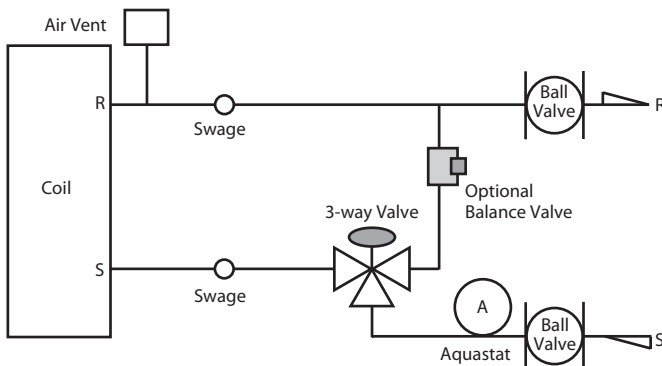 Air Vent
R
Swage
Ball
Valve
R
Coil
3-way Valve
Optional
Balance Valve
S
Swage
A
Aquastat
Ball
Valve
S